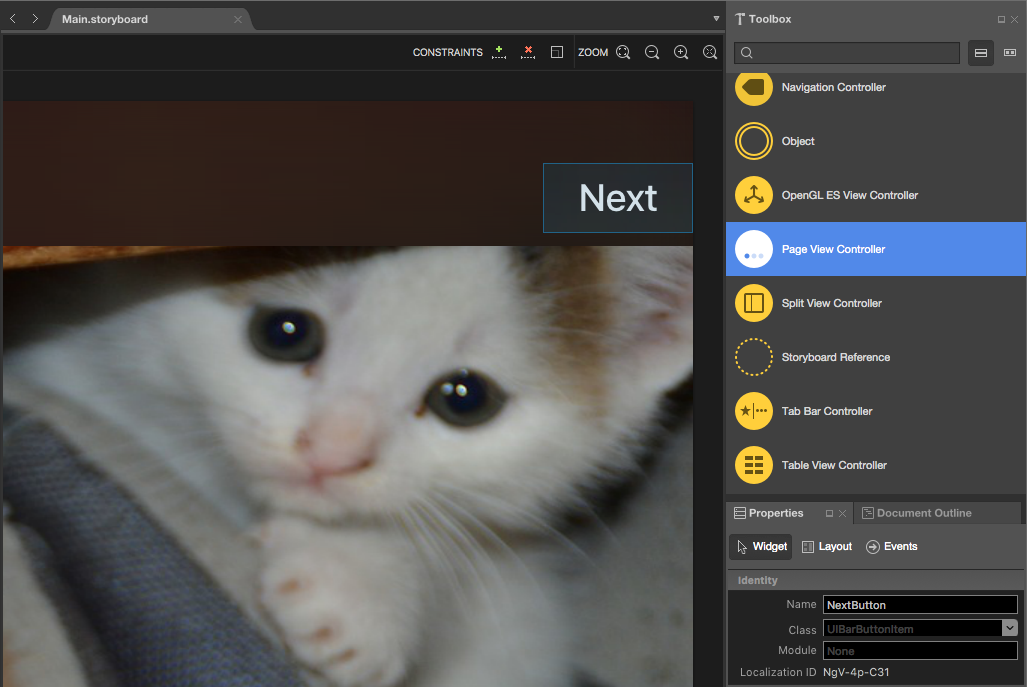 Main.storyboard
Toolbox
CONSTRAINTS
ZOOM
Navigation Controller
Object
OpenGL ES View Controller
Next
Page View Controller
Split View Controller
Storyboard Reference
Tab Bar Controller
Table View Controller
Properties
Document Outline
Widget
Layout
Events
Identity
Name NextButton
Class UIBarButtonItem
Module None
Localization ID NgV-4p-C31